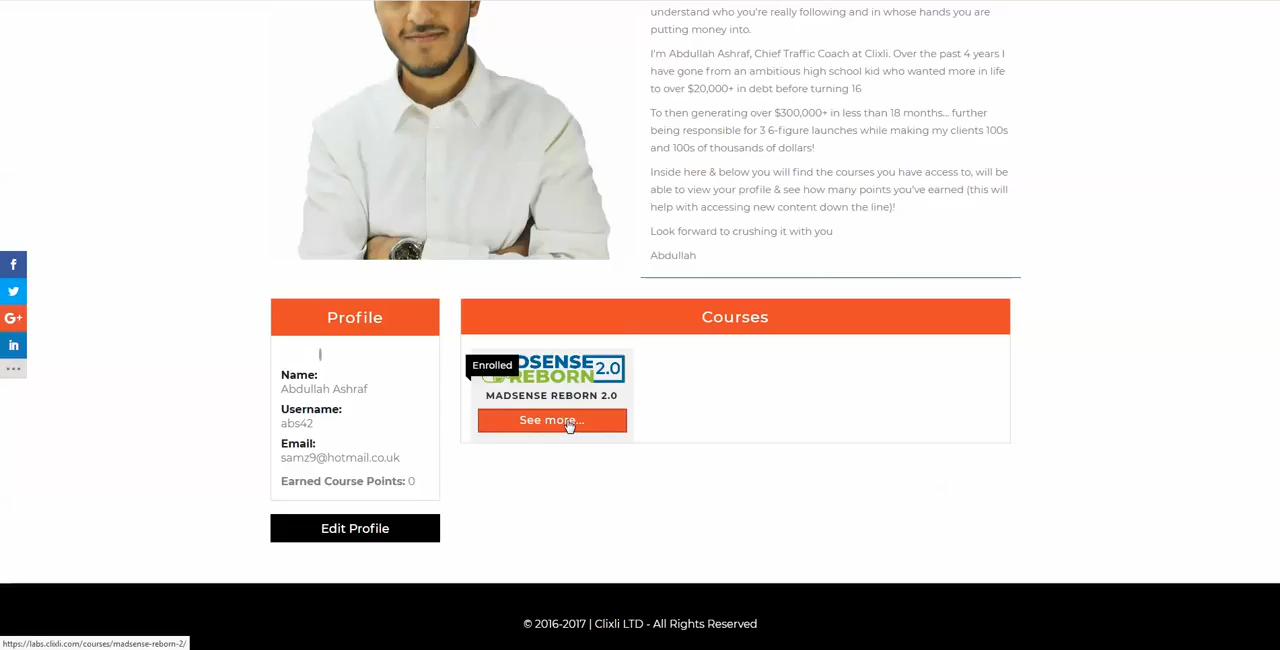 understand who you're really following and in whose hands you are
putting money into.
I'm Abdullah Ashraf, Chief Traffic Coach at Clixli. Over the past 4 years I
have gone from an ambitious high school kid who wanted more in life
to over $20,000+ in debt before turning 16
To then generating over $300,000+ in less than 18 months... further
being responsible for 3 6-figure launches while making my clients 100s
and 100s of thousands of dollars!
Inside here & below you will find the courses you have access to, will be
able to view your profile & see how many points you've earned (this will
help with accessing new content down the line)!
Look forward to crushing it with you
Abdullah
f
G+
in
Profile
Name:
Abdullah Ashraf
Username:
abs42
Email:
samz9@hotmail.co.uk
Earned Course Points: 0
Edit Profile
Courses
Enrolled
DSENSE 2.0
REBORN
MADSENSE REBORN 2.0
See more...
© 2016-2017 | Clixli LTD - All Rights Reserved
https://labs.clixli.com/courses/madsense-reborn-2/